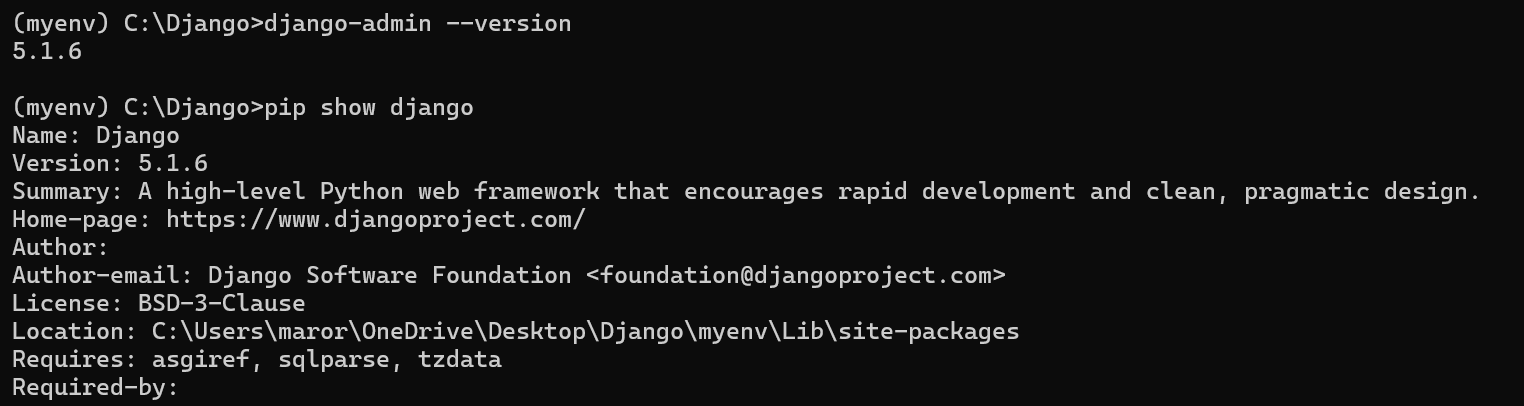 (myenv) C:\Django>django-admin --version
5.1.6
(myenv) C:\Django>pip show django
Name: Django
Version: 5.1.6
Summary: A high-level Python web framework that encourages rapid development and clean, pragmatic design.
Home-page: https://www.djangoproject.com/
Author:
Author-email: Django Software Foundation <foundation@djangoproject.com>
License: BSD-3-Clause
Location: C:\Users\maror\OneDrive\Desktop\Django\myenv\Lib\site-packages
Requires: asgiref, sqlparse, tzdata
Required-by: